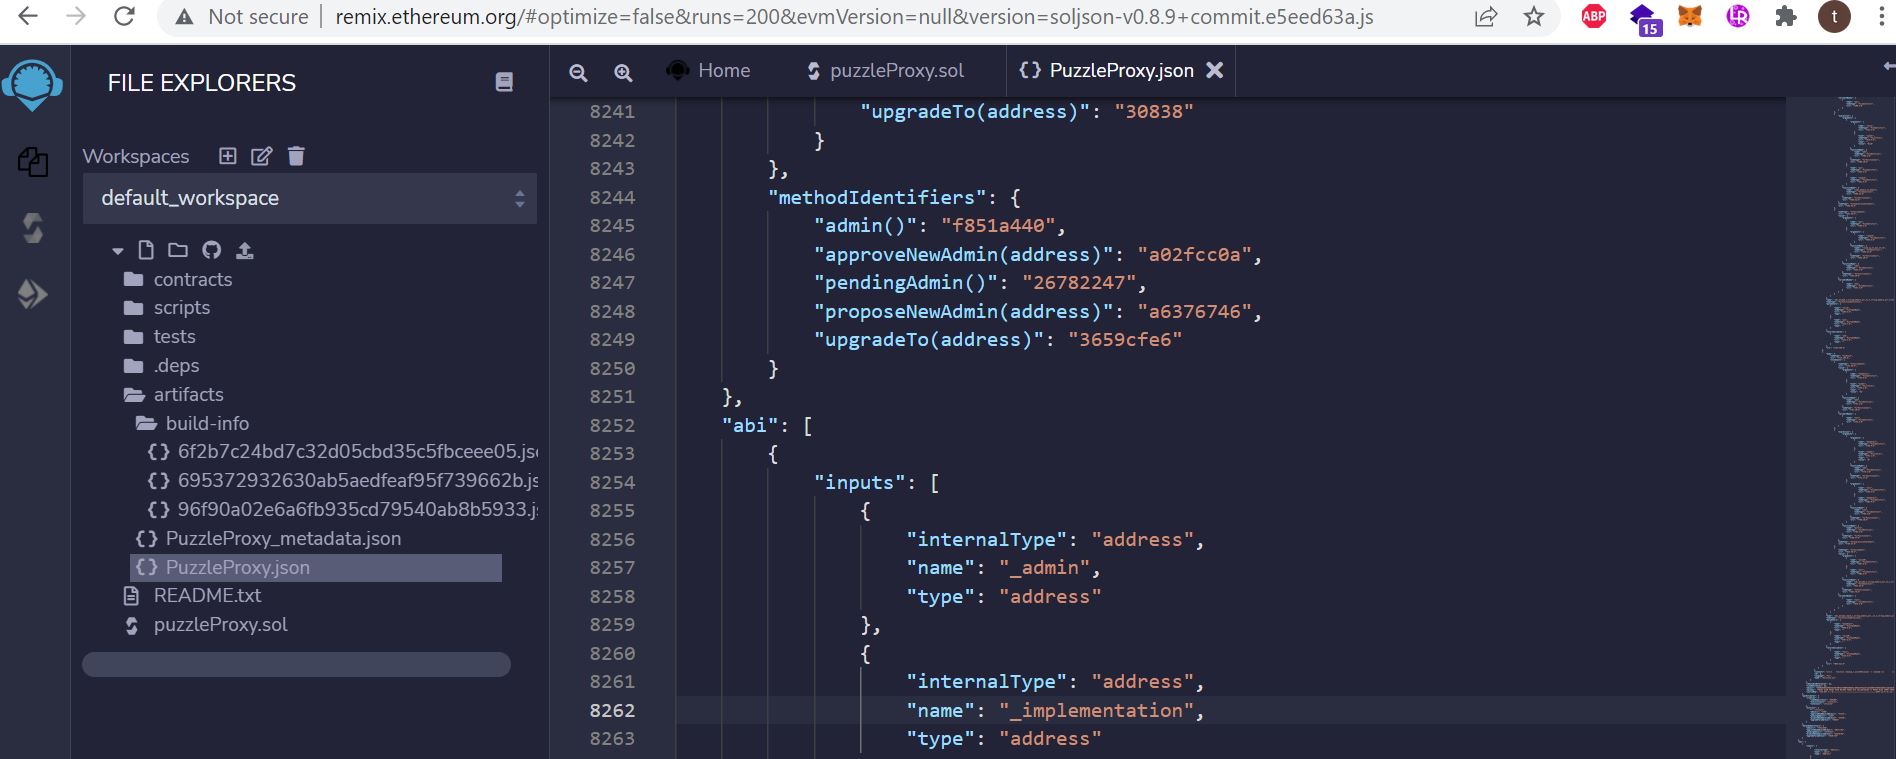 Not secure | remix.ethereum.org/#optimize=false&runs=200&evmVersion=null&version=soljson-v0.8.9+commit.e5eed63a.js
ABP
15
LR
t
FILE EXPLORERS
Workspaces
default_workspace
contracts
scripts
tests
.deps
artifacts
build-info
6f2b7c24bd7c32d05cbd35c5fbceee05.jso
695372932630ab5aedfeaf95f739662b.js
96f90a02e6a6fb935cd79540ab8b5933.js
PuzzleProxy_metadata.json
PuzzleProxy.json
README.txt
puzzleProxy.sol
Home
puzzleProxy.sol
{} PuzzleProxy.json
8241 "upgradeTo(address)": "30838"
8242 }
8243 },
8244 "methodIdentifiers": {
8245 "admin()": "f851a440",
8246 "approveNewAdmin(address)": "a02fcc0a",
8247 "pendingAdmin()": "26782247",
8248 "proposeNewAdmin(address)": "a6376746",
8249 "upgradeTo(address)": "3659cfe6"
8250 }
8251 },
8252 "abi": [
8253 {
8254 "inputs": [
8255 {
8256 "internalType": "address",
8257 "name": "_admin",
8258 "type": "address"
8259 },
8260 {
8261 "internalType": "address",
8262 "name": "_implementation",
8263 "type": "address"